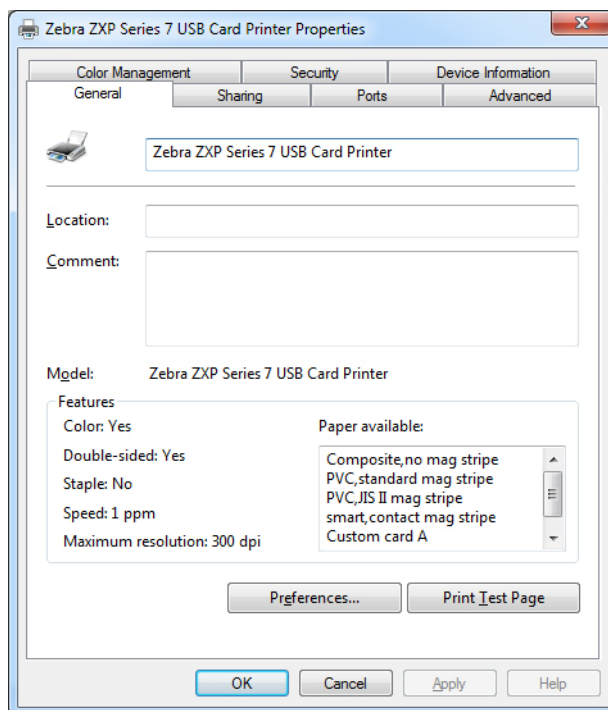 Zebra ZXP Series 7 USB Card Printer Properties
Color Management Security Device Information
General Sharing Ports Advanced
Zebra ZXP Series 7 USB Card Printer
Location:
Comment:
Model: Zebra ZXP Series 7 USB Card Printer
Features
Color: Yes
Double-sided: Yes
Staple: No
Speed: 1 ppm
Maximum resolution: 300 dpi
Paper available:
Composite,no mag stripe
PVC,standard mag stripe
PVC,JIS II mag stripe
smart,contact mag stripe
Custom card A
Preferences... Print Test Page
OK Cancel Apply Help